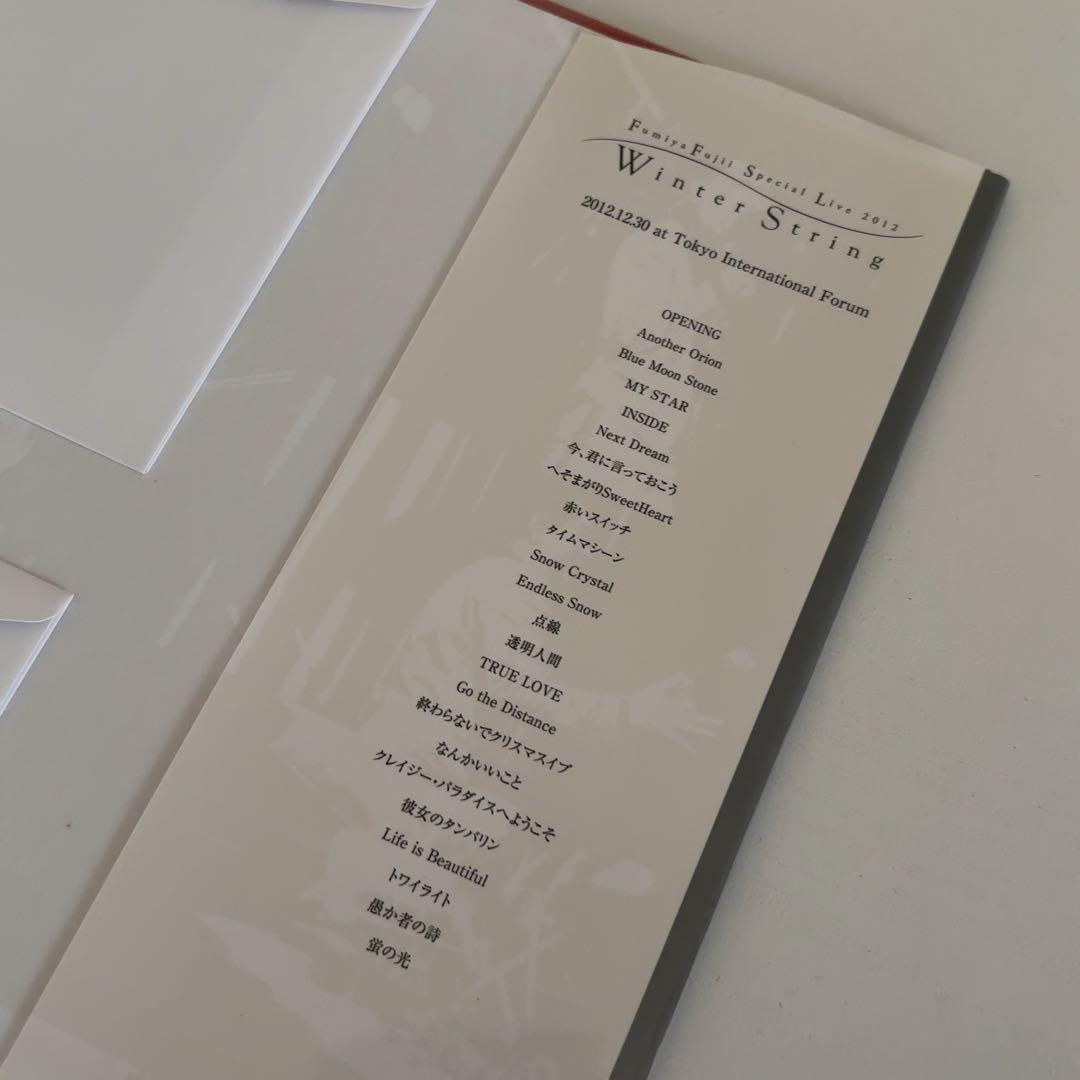 Fumiya Fujii Special Live 2012
Winter String
2012.12.30 at Tokyo International Forum
OPENING
Another Orion
Blue Moon Stone
MY STAR
INSIDE
Next Dream
今、君に言っておこう
へそまがりSweetHeart
赤いスイッチ
タイムマシーン
Snow Crystal
Endless Snow
点線
透明人間
TRUE LOVE
Go the Distance
終わらないでクリスマスイブ
なんかいいこと
クレイジー・パラダイスへようこそ
彼女のタンバリン
Life is Beautiful
トワイライト
愚か者の詩
蛍の光